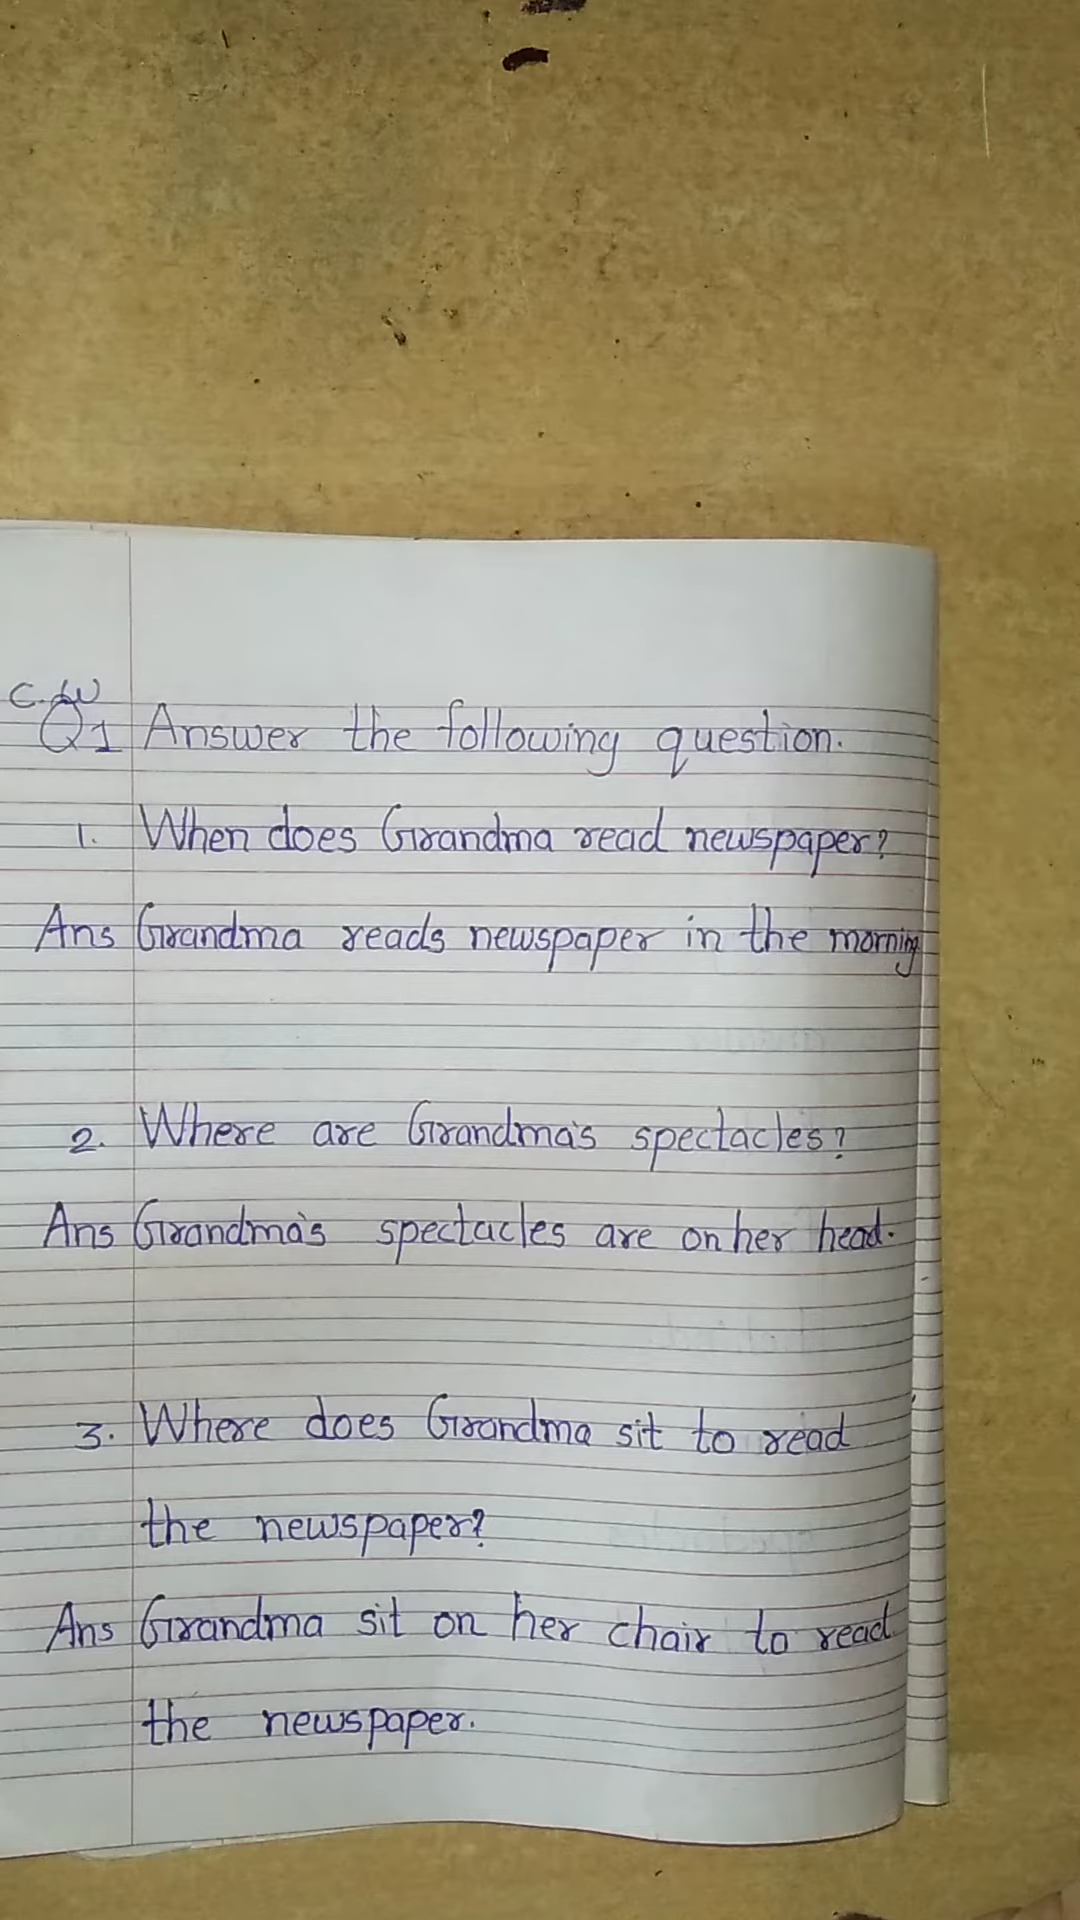 C.W
Q1 Answer the following question.
1. When does Grandma read newspaper?
Ans Grandma reads newspaper in the morning
2. Where are Grandma's spectacles?
Ans Grandma's spectacles are on her head.
3. Where does Grandma sit to read
the newspaper?
Ans Grandma sit on her chair to read
the newspaper.